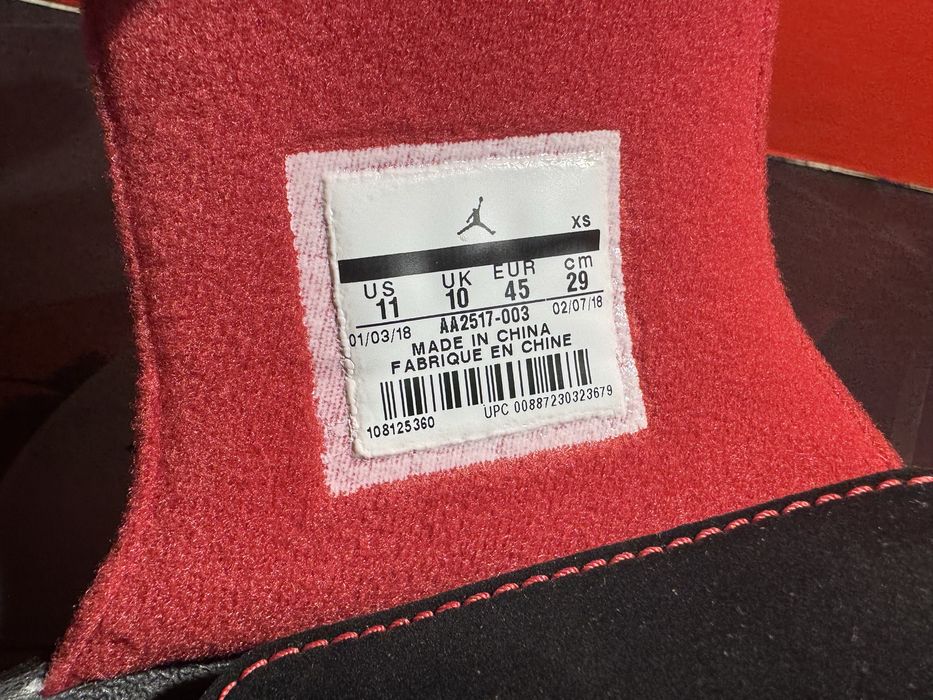 XS
US UK EUR cm
11 10 45 29
01/03/18 AA2517-003 02/07/18
MADE IN CHINA
FABRIQUE EN CHINE
108125360 UPC 00887230323679